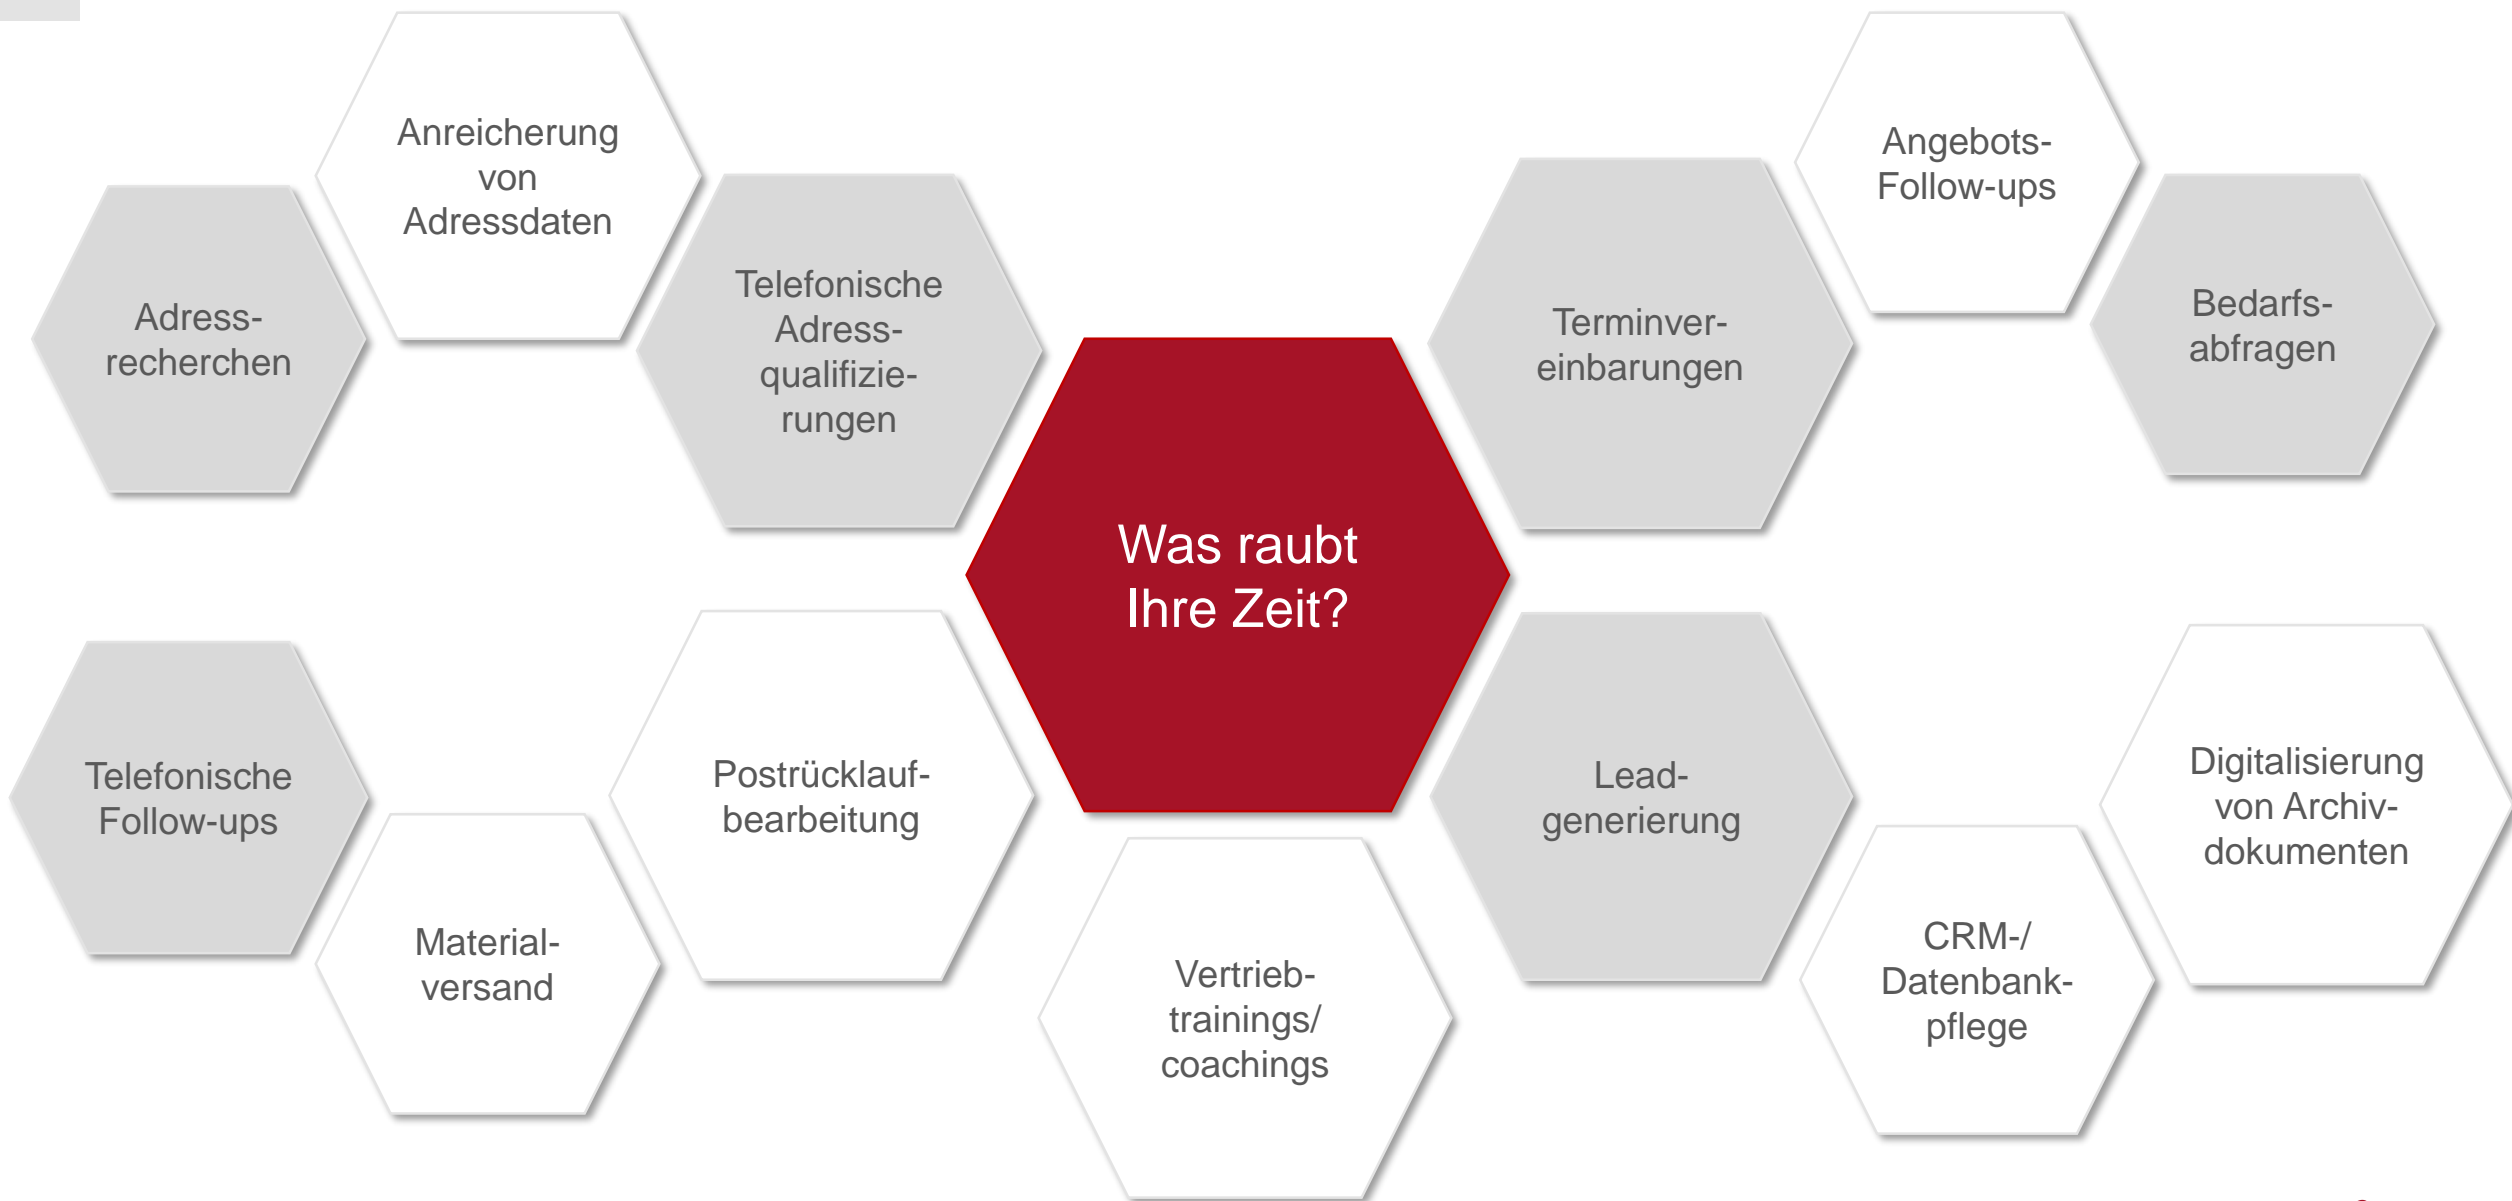 Anreicherung
von
Adressdaten
Angebots-
Follow-ups
Adress-
recherchen
Telefonische
Adress-
qualifizie-
rungen
Terminver-
einbarungen
Bedarfs-
abfragen
Was raubt
Ihre Zeit?
Telefonische
Follow-ups
Material-
versand
Postrücklauf-
bearbeitung
Vertrieb-
trainings/
coachings
Lead-
generierung
CRM-/
Datenbank-
pflege
Digitalisierung
von Archiv-
dokumenten